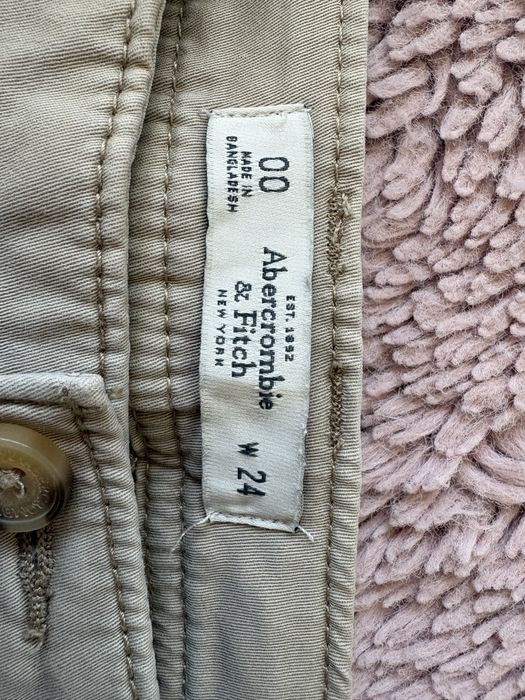 00
MADE IN
BANGLADESH
EST. 1892
Abercrombie
& Fitch
NEW YORK
W 24